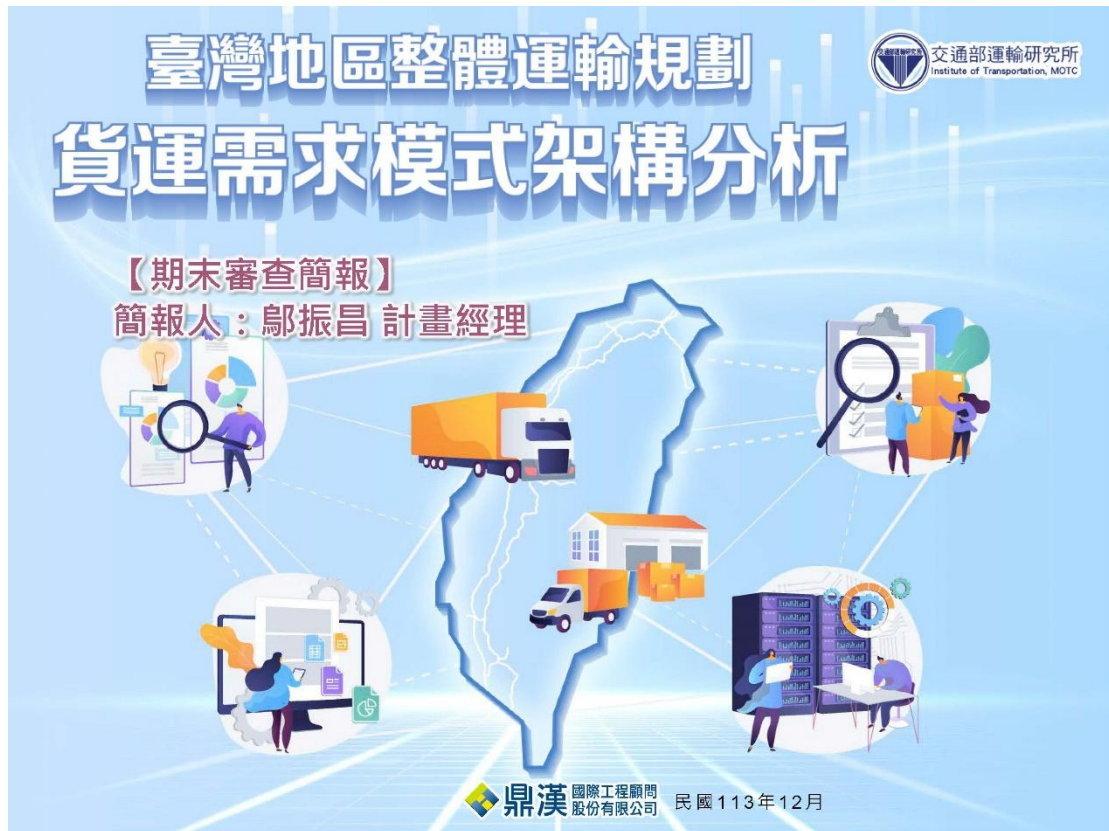 臺灣地區整體運輸規劃
貨運需求模式架構分析
交通部運輸研究所
Institute of Transportation, MOTC
【期末審查簡報】
簡報人：鄔振昌 計畫經理
鼎漢 國際工程顧問
股份有限公司
民國113年12月